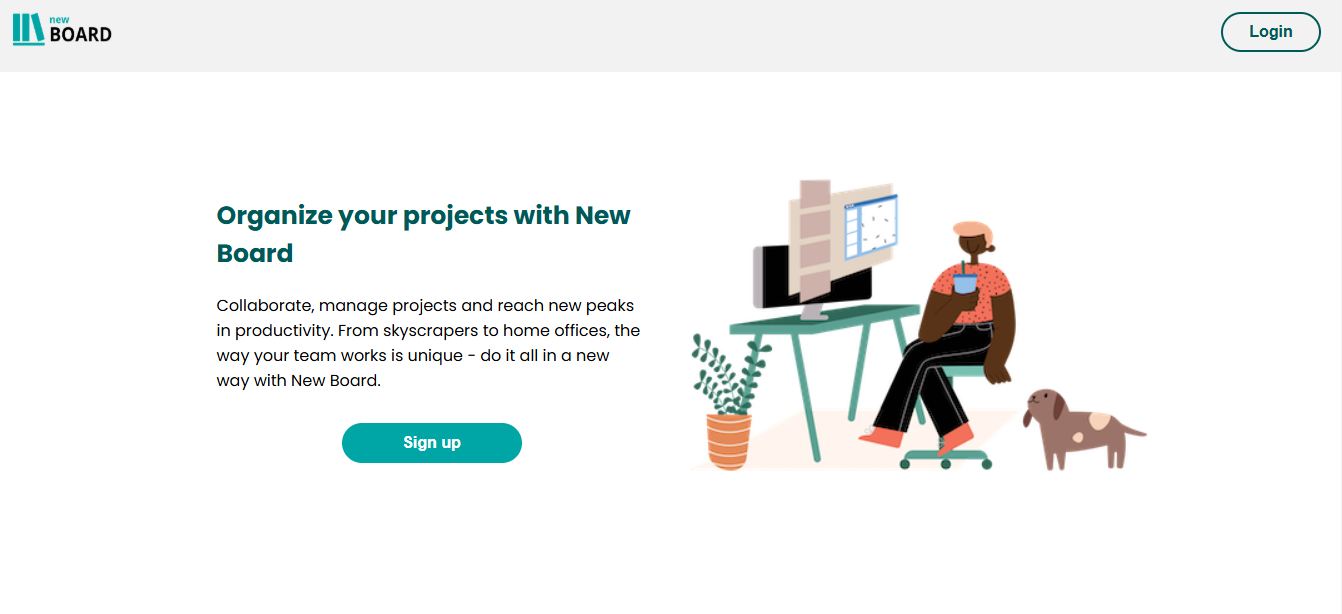 new
BOARD
Login
Organize your projects with New
Board
Collaborate, manage projects and reach new peaks
in productivity. From skyscrapers to home offices, the
way your team works is unique - do it all in a new
way with New Board.
Sign up